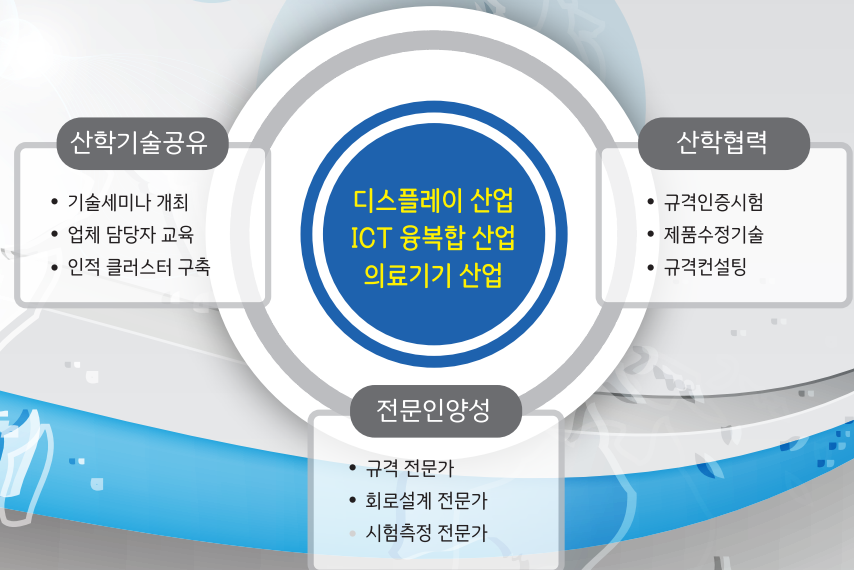 산학기술공유
• 기술세미나 개최
• 업체 담당자 교육
• 인적 클러스터 구축
디스플레이 산업
ICT 융복합 산업
의료기기 산업
산학협력
• 규격인증시험
• 제품수정기술
• 규격컨설팅
전문인양성
• 규격 전문가
• 회로설계 전문가
• 시험측정 전문가